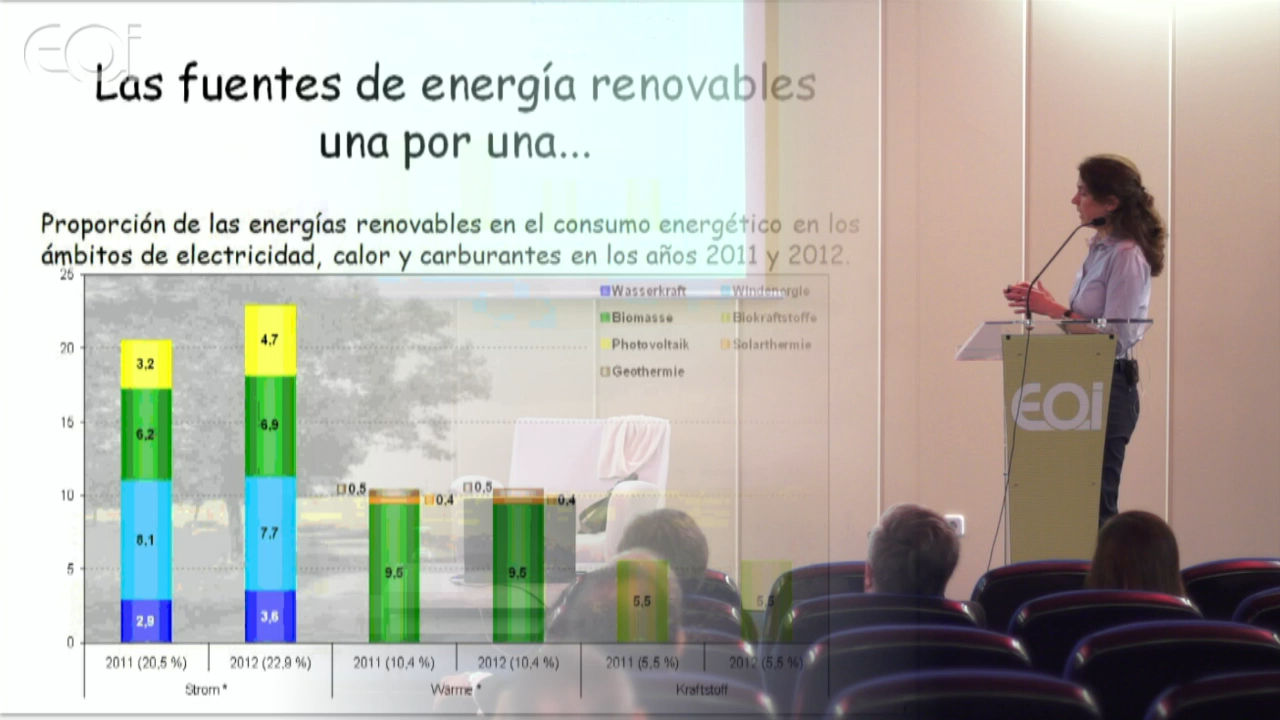 EOi
Las fuentes de energía renovables
una por una...
Proporción de las energías renovables en el consumo energético en los
ámbitos de electricidad, calor y carburantes en los años 2011 y 2012.
25
Wasserkraft Windenergie
Biomasse Biokraftstoffe
Photovoltaik Solarthermie
Geothermie
20
15
10
5
0
3,2
6,2
8,1
2,9
4,7
6,9
7,7
3,6
0,5
0,4
9,5
0,5
0,4
9,5
5,5
5,5
2011 (20,5 %) 2012 (22,9 %) 2011 (10,4 %) 2012 (10,4 %) 2011 (5,5 %) 2012 (5,5 %)
Strom * Wärme * Kraftstoff
EOi